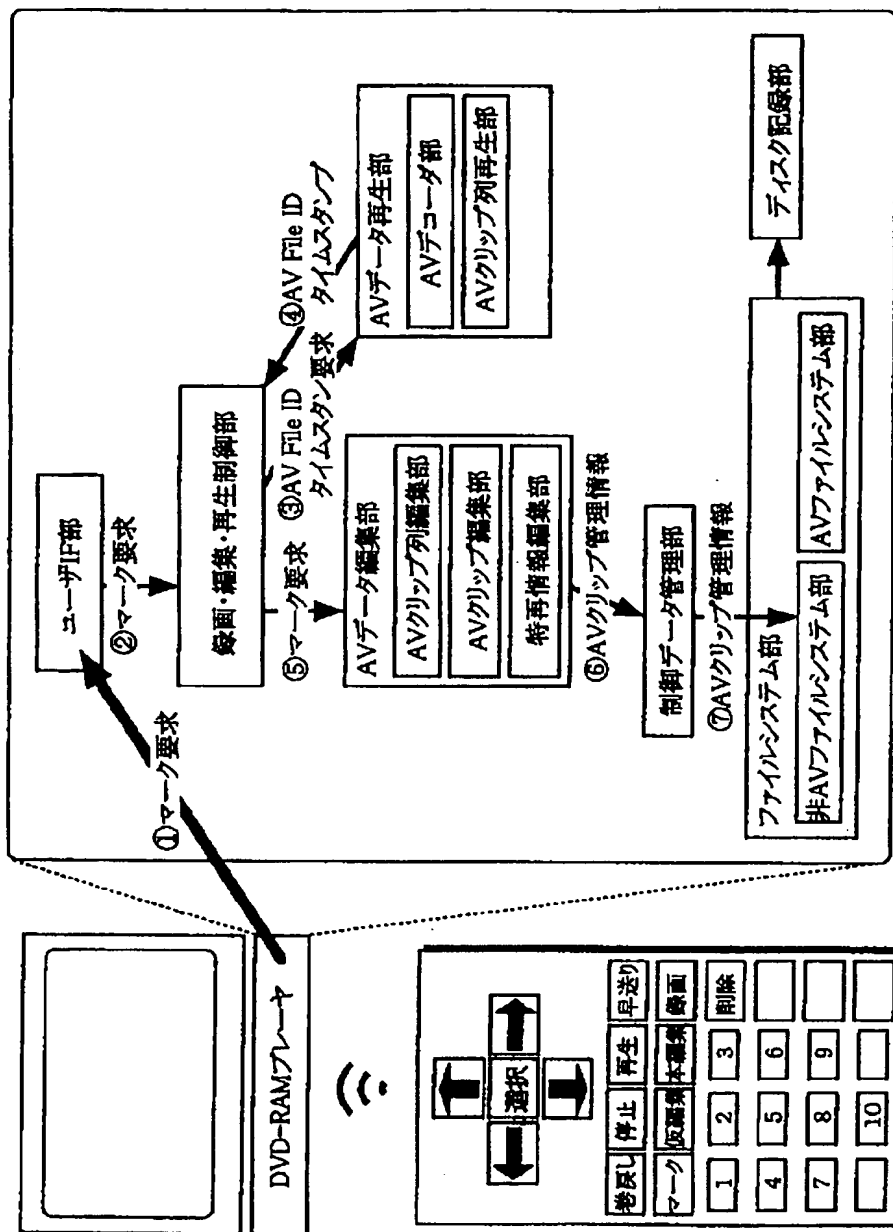 DVD-RAMプレーヤ
選択
巻戻し 停止 再生 早送り
マーク 仮編集 本編集 録画
1 2 3 削除
4 5 6
7 8 9
10
①マーク要求
ユーザIF部
②マーク要求
録画・編集・再生制御部
③AV File ID
タイムスタン要求
④AV File ID
タイムスタンプ
AVデータ再生部
AVデコーダ部
AVクリップ列再生部
⑤マーク要求
AVデータ編集部
AVクリップ列編集部
AVクリップ編集部
特再情報編集部
⑥AVクリップ管理情報
制御データ管理部
⑦AVクリップ管理情報
ファイルシステム部
非AVファイルシステム部
AVファイルシステム部
ディスク記録部